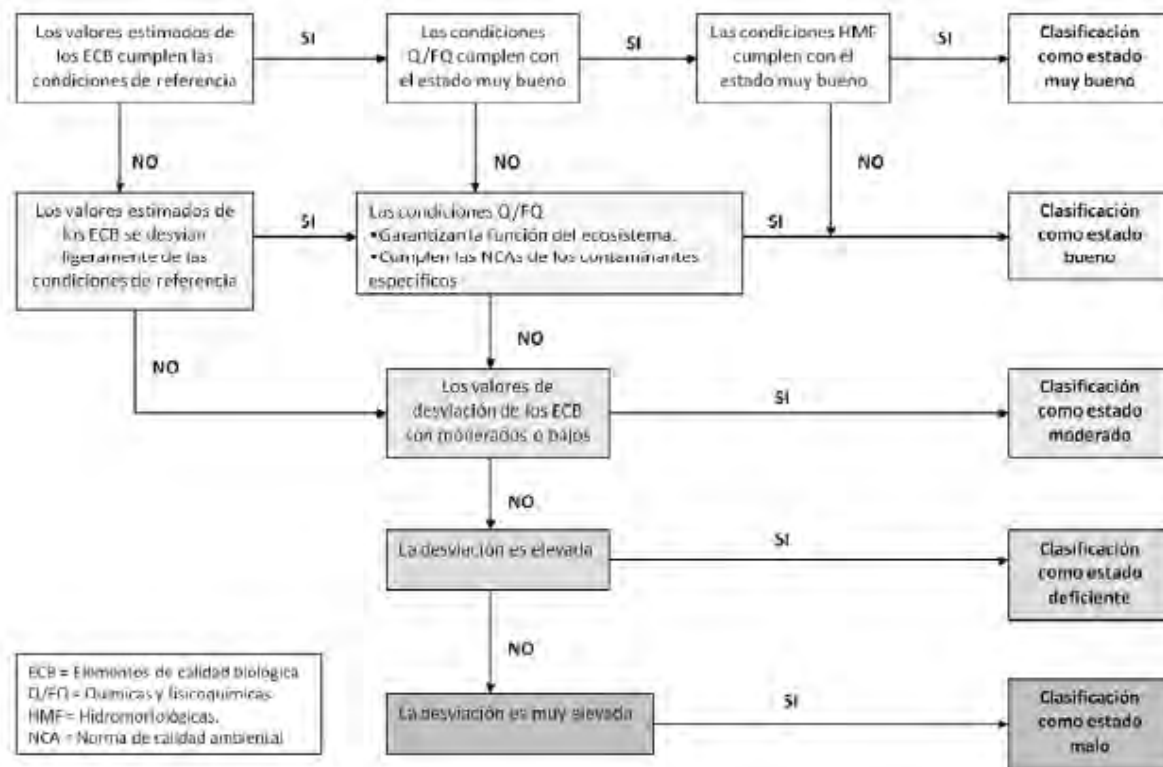 Los valores estimados de
los ECB cumplen las
condiciones de referencia
SI
Las condiciones
Q/FQ cumplen con
el estado muy bueno
SI
Las condiciones HMF
cumplen con el
estado muy bueno
SI
Clasificación
como estado
muy bueno
NO
NO
NO
Los valores estimados de
los ECB se desvían
ligeramente de las
condiciones de referencia
SI
Las condiciones Q/FQ
•Garantizan la función del ecosistema.
•Cumplen las NCAs de los contaminantes
específicos
SI
Clasificación
como estado
bueno
NO
NO
Los valores de
desviación de los ECB
son moderados o bajos
SI
Clasificación
como estado
moderado
NO
La desviación es elevada
SI
Clasificación
como estado
deficiente
NO
La desviación es muy elevada
SI
Clasificación
como estado
malo
ECB = Elementos de calidad biológica
Q/FQ = Químicas y fisicoquímicas
HMF = Hidromorfológicas.
NCA = Norma de calidad ambiental